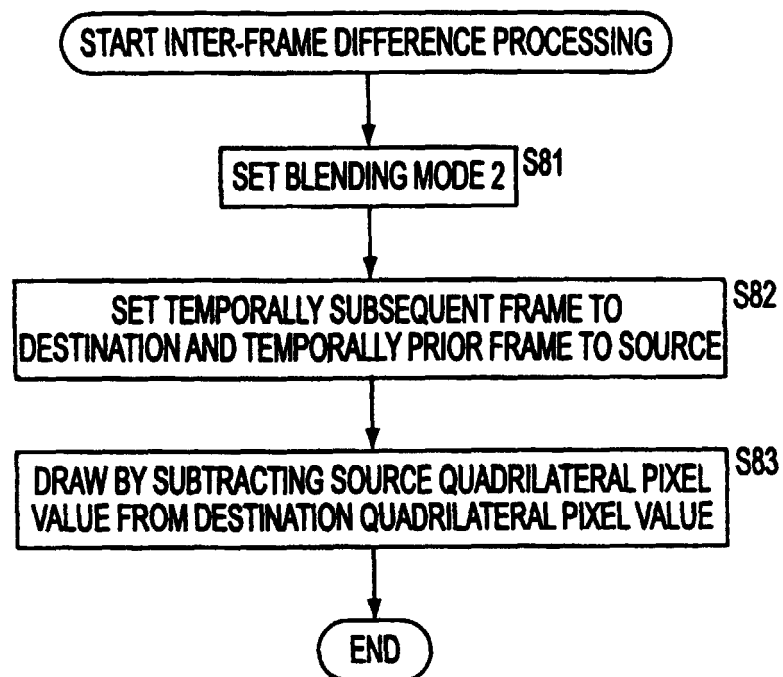 START INTER-FRAME DIFFERENCE PROCESSING
SET BLENDING MODE 2
S81
SET TEMPORALLY SUBSEQUENT FRAME TO
DESTINATION AND TEMPORALLY PRIOR FRAME TO SOURCE
S82
DRAW BY SUBTRACTING SOURCE QUADRILATERAL PIXEL
VALUE FROM DESTINATION QUADRILATERAL PIXEL VALUE
S83
END